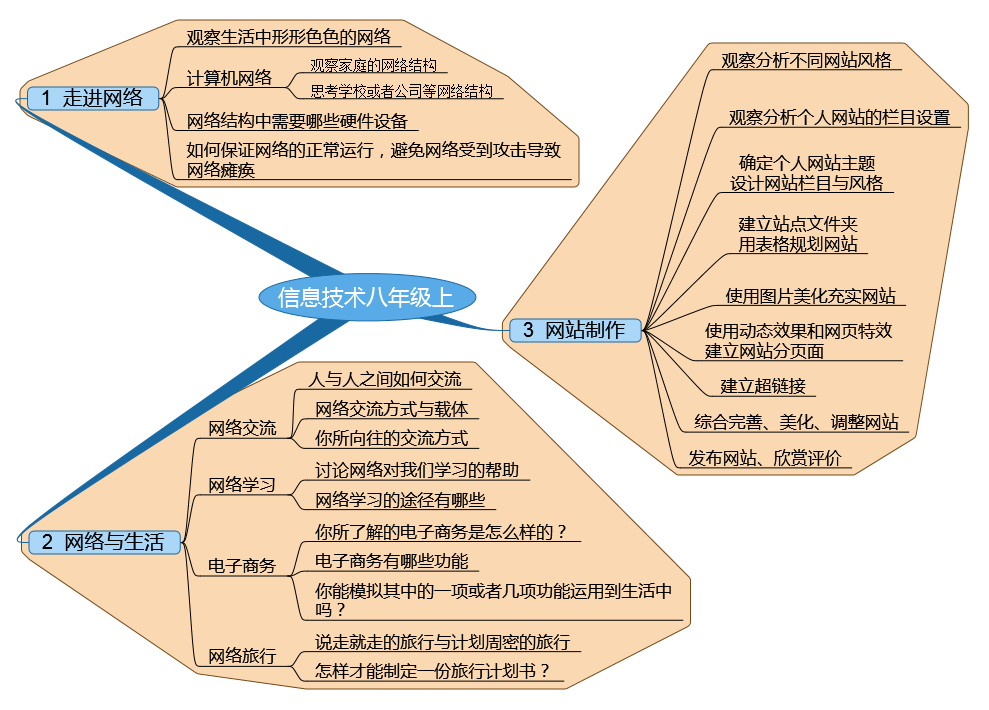 信息技术八年级上
1 走进网络
观察生活中形形色色的网络
计算机网络
观察家庭的网络结构
思考学校或者公司等网络结构
网络结构中需要哪些硬件设备
如何保证网络的正常运行，避免网络受到攻击导致
网络瘫痪
2 网络与生活
网络交流
人与人之间如何交流
网络交流方式与载体
你所向往的交流方式
网络学习
讨论网络对我们学习的帮助
网络学习的途径有哪些
电子商务
你所了解的电子商务是怎么样的？
电子商务有哪些功能
你能模拟其中的一项或者几项功能运用到生活中
吗？
网络旅行
说走就走的旅行与计划周密的旅行
怎样才能制定一份旅行计划书？
3 网站制作
观察分析不同网站风格
观察分析个人网站的栏目设置
确定个人网站主题
设计网站栏目与风格
建立站点文件夹
用表格规划网站
使用图片美化充实网站
使用动态效果和网页特效
建立网站分页面
建立超链接
综合完善、美化、调整网站
发布网站、欣赏评价